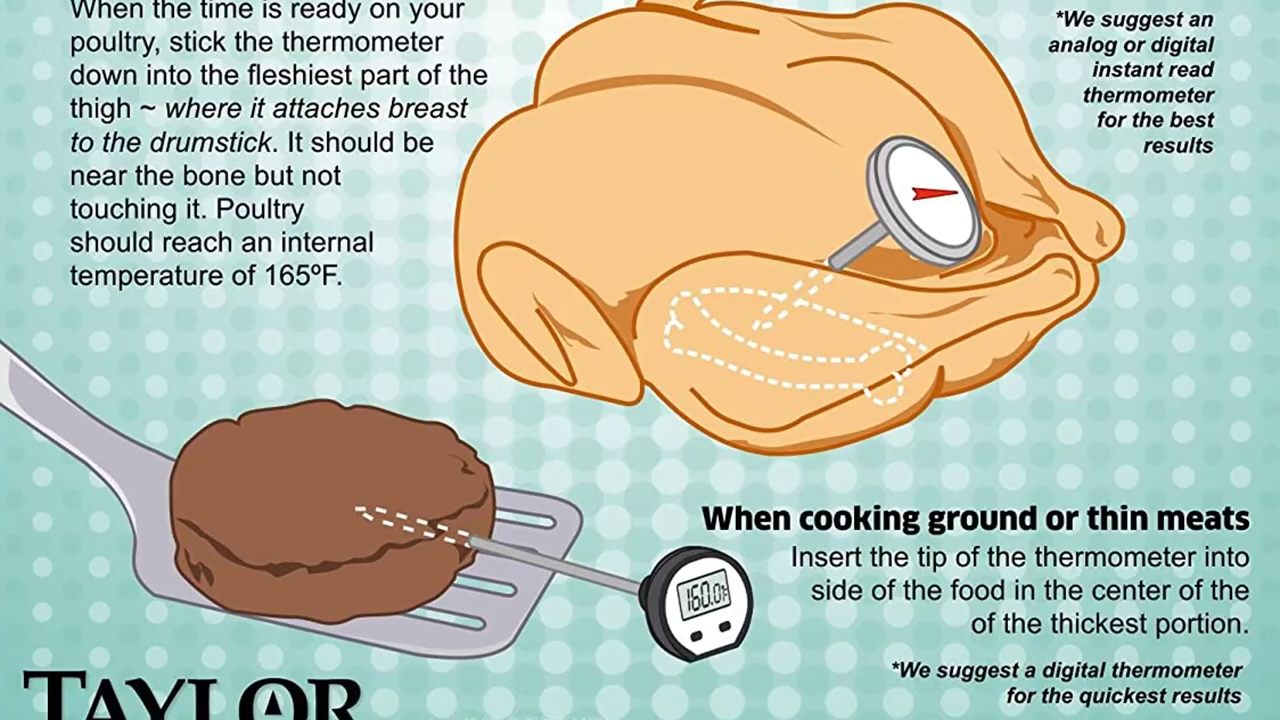 When the time is ready on your
poultry, stick the thermometer
down into the fleshiest part of the
thigh ~ where it attaches breast
to the drumstick. It should be
near the bone but not
touching it. Poultry
should reach an internal
temperature of 165ºF.
*We suggest an
analog or digital
instant read
thermometer
for the best
results
When cooking ground or thin meats
Insert the tip of the thermometer into
side of the food in the center of the
of the thickest portion.
*We suggest a digital thermometer
for the quickest results
160.0°F
TAYLOR